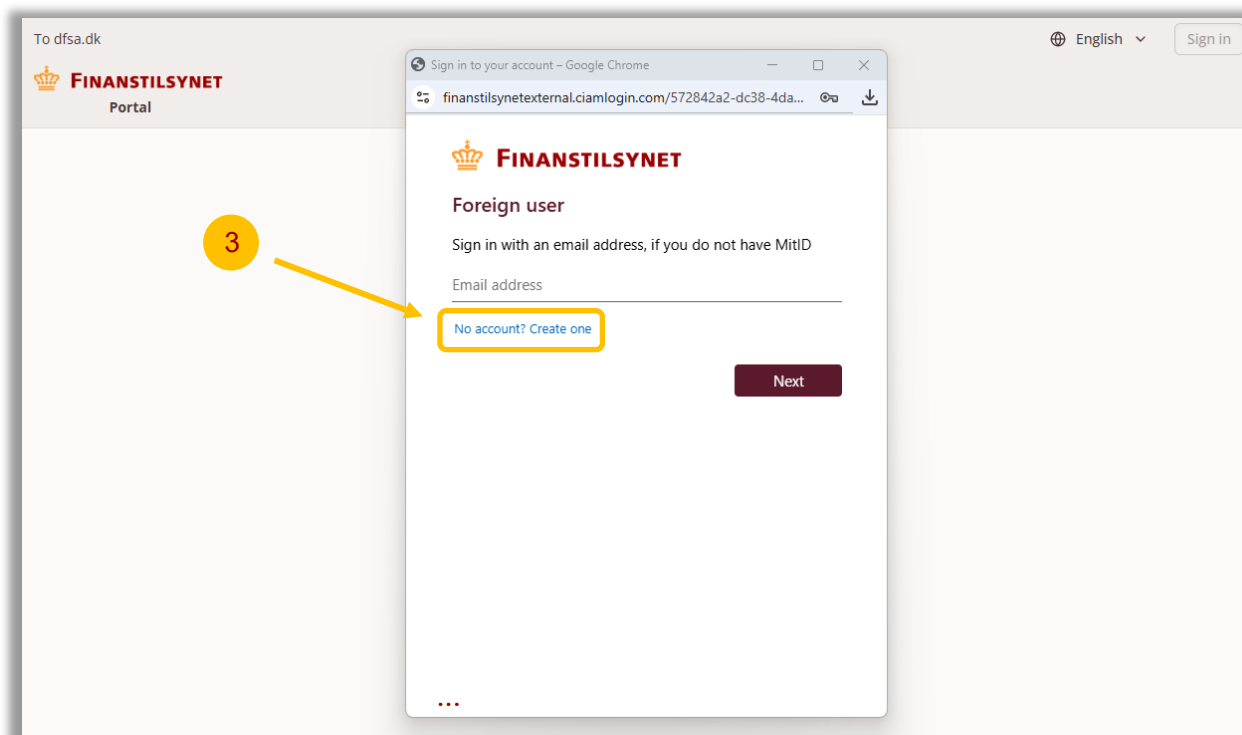 To dfsa.dk
English
Sign in
FINANSTILSYNET
Portal
Sign in to your account – Google Chrome
finanstilsynetexternal.ciamlogin.com/572842a2-dc38-4da...
FINANSTILSYNET
Foreign user
3
Sign in with an email address, if you do not have MitID
Email address
No account? Create one
Next
...